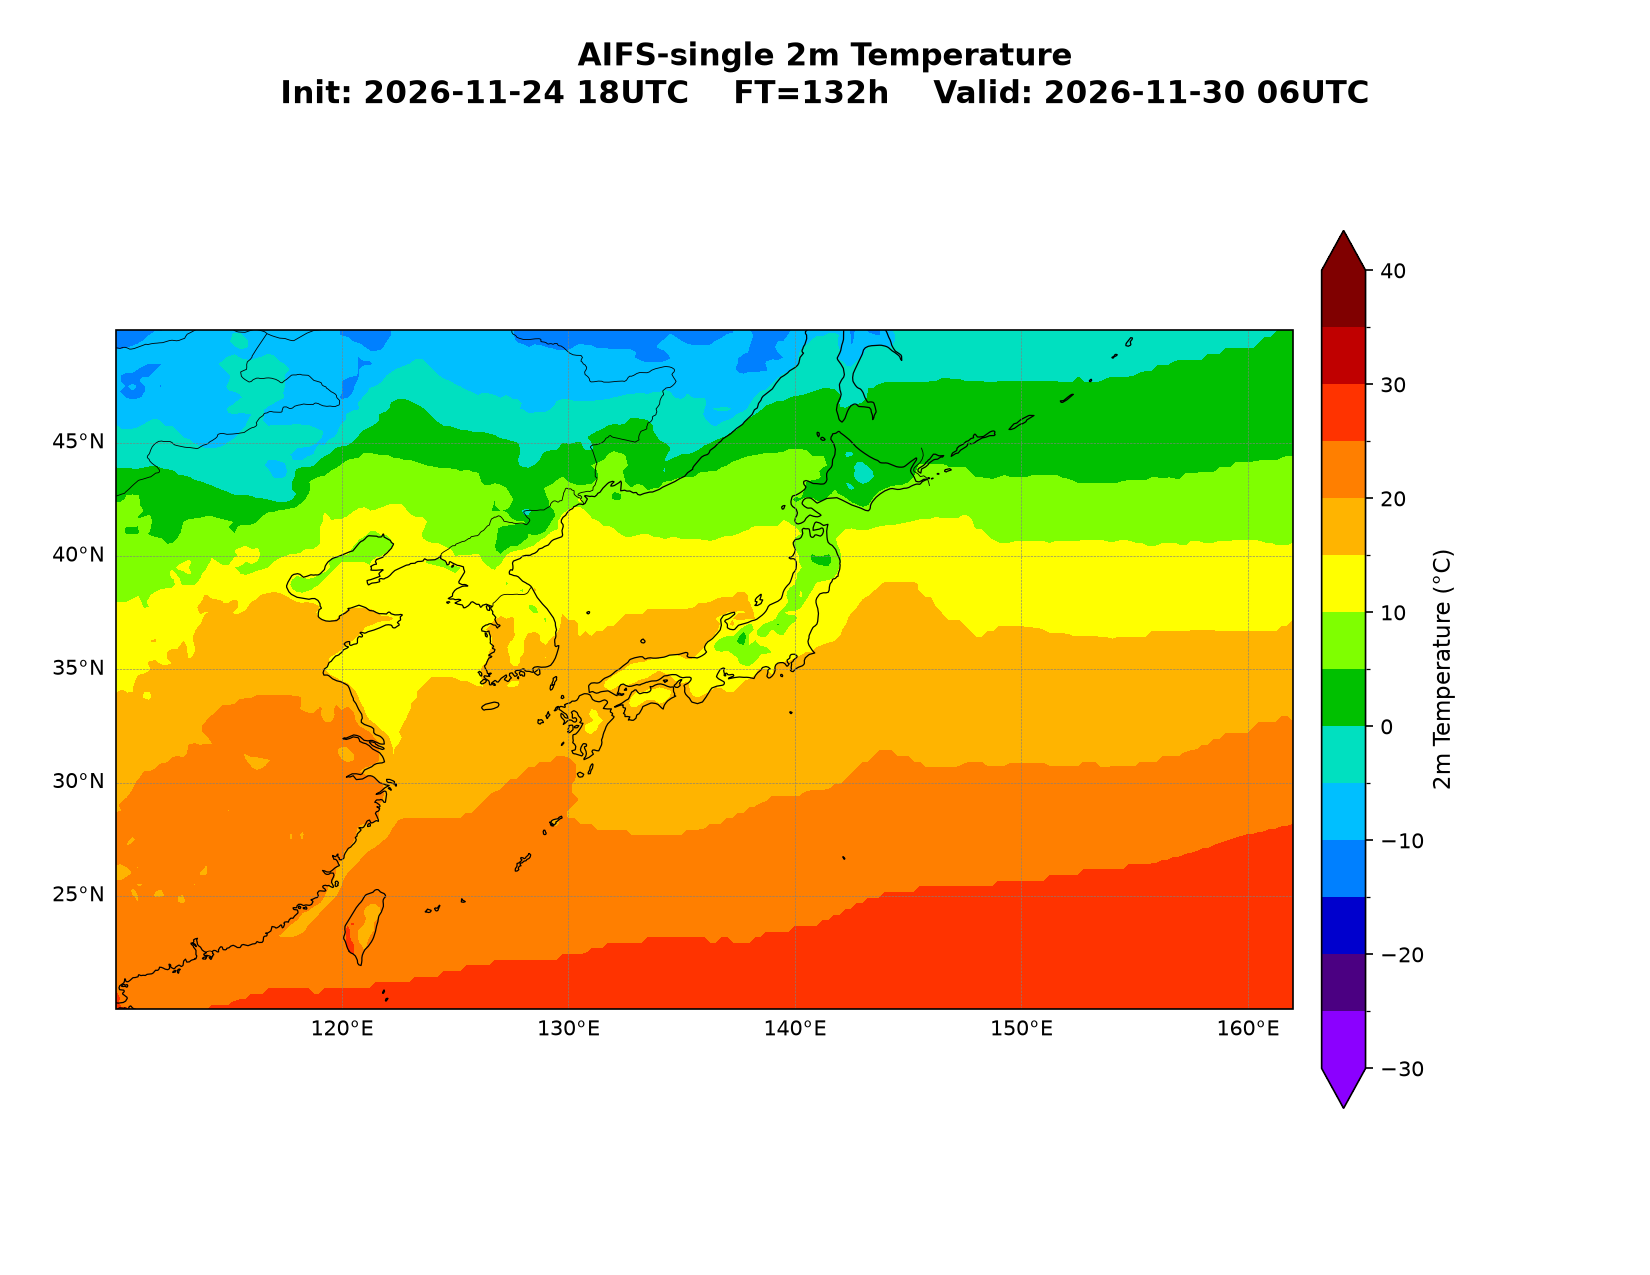 AIFS-single 2m Temperature
Init: 2026-11-24 18UTC    FT=132h    Valid: 2026-11-30 06UTC
45°N
40°N
35°N
30°N
25°N
120°E
130°E
140°E
150°E
160°E
40
30
20
10
0
−10
−20
−30
2m Temperature (°C)